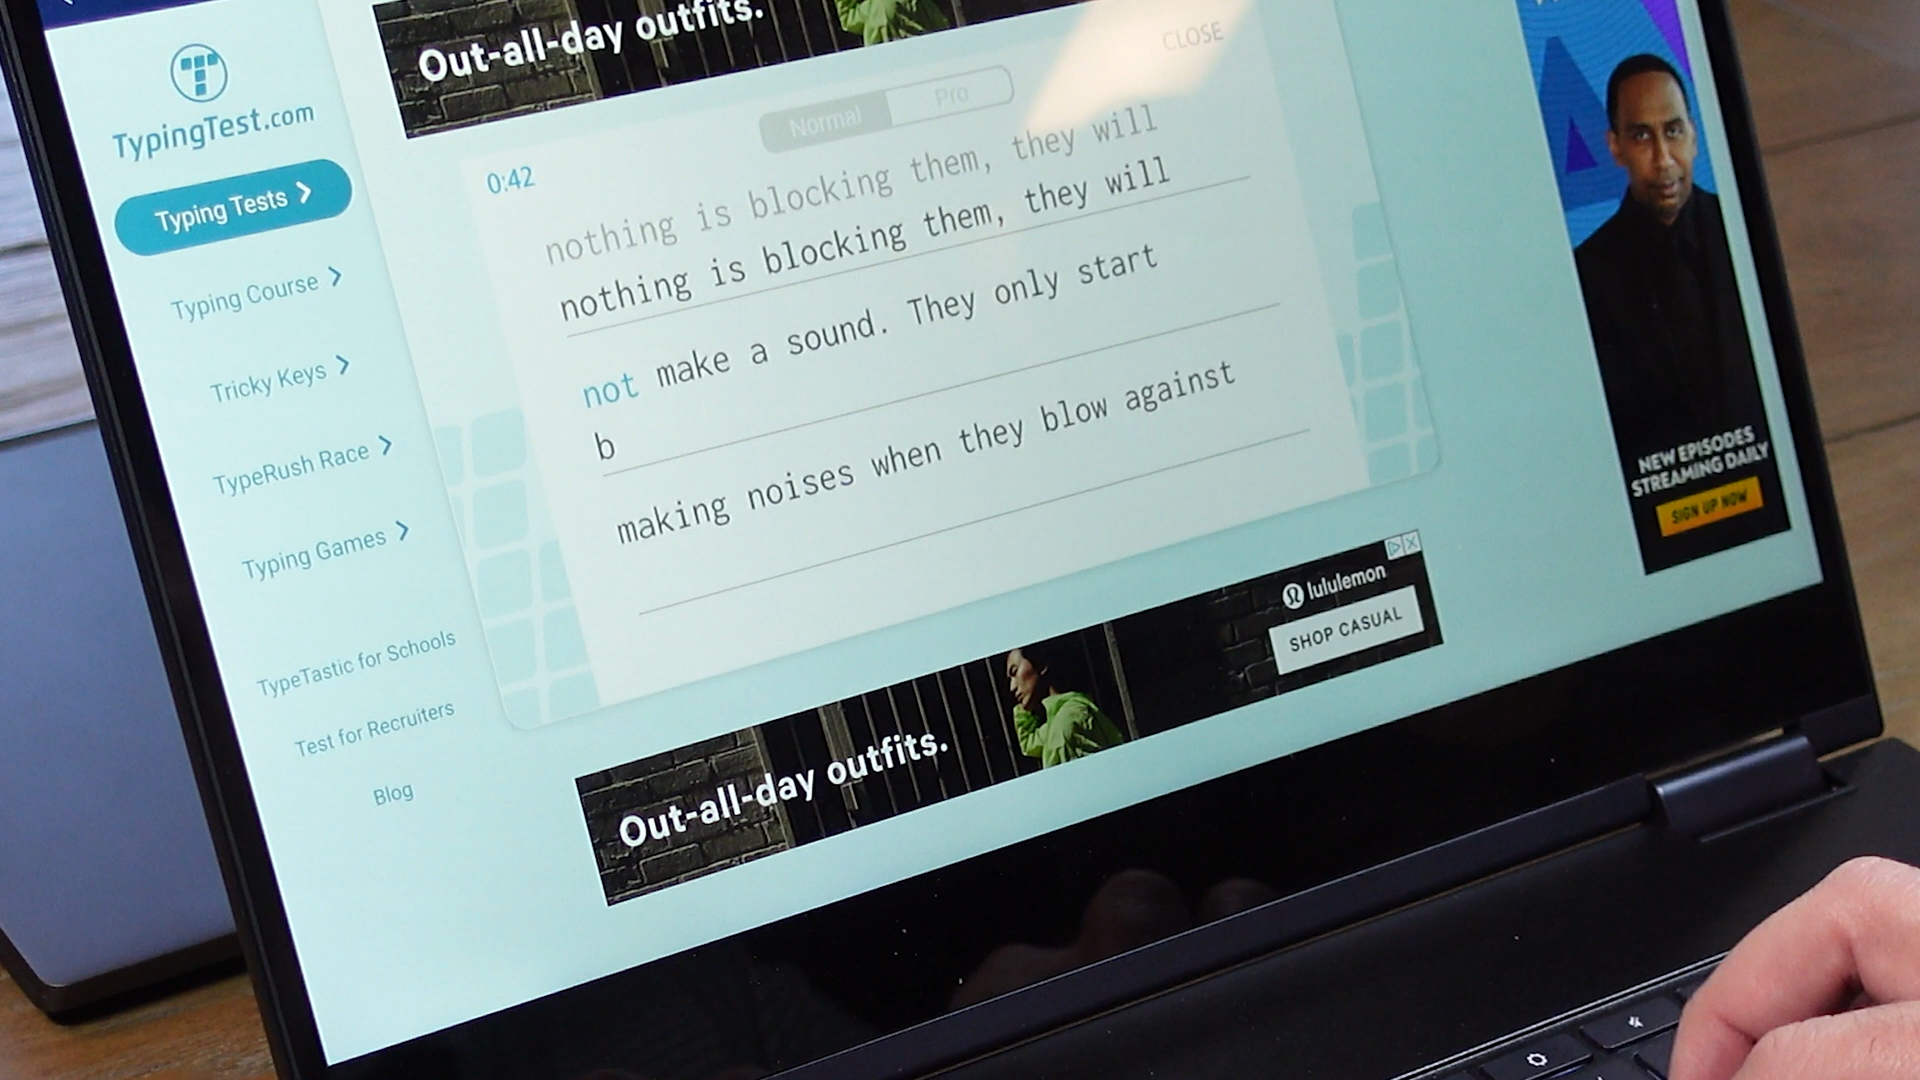 TypingTest.com
Typing Tests
Typing Course
Tricky Keys
TypeRush Race
Typing Games
TypeTastic for Schools
Test for Recruiters
Blog
Out-all-day outfits.
CLOSE
Normal Pro
0:42
nothing is blocking them, they will
nothing is blocking them, they will
not make a sound. They only start
b
making noises when they blow against
Out-all-day outfits.
lululemon
SHOP CASUAL
NEW EPISODES
STREAMING DAILY
SIGN UP NOW